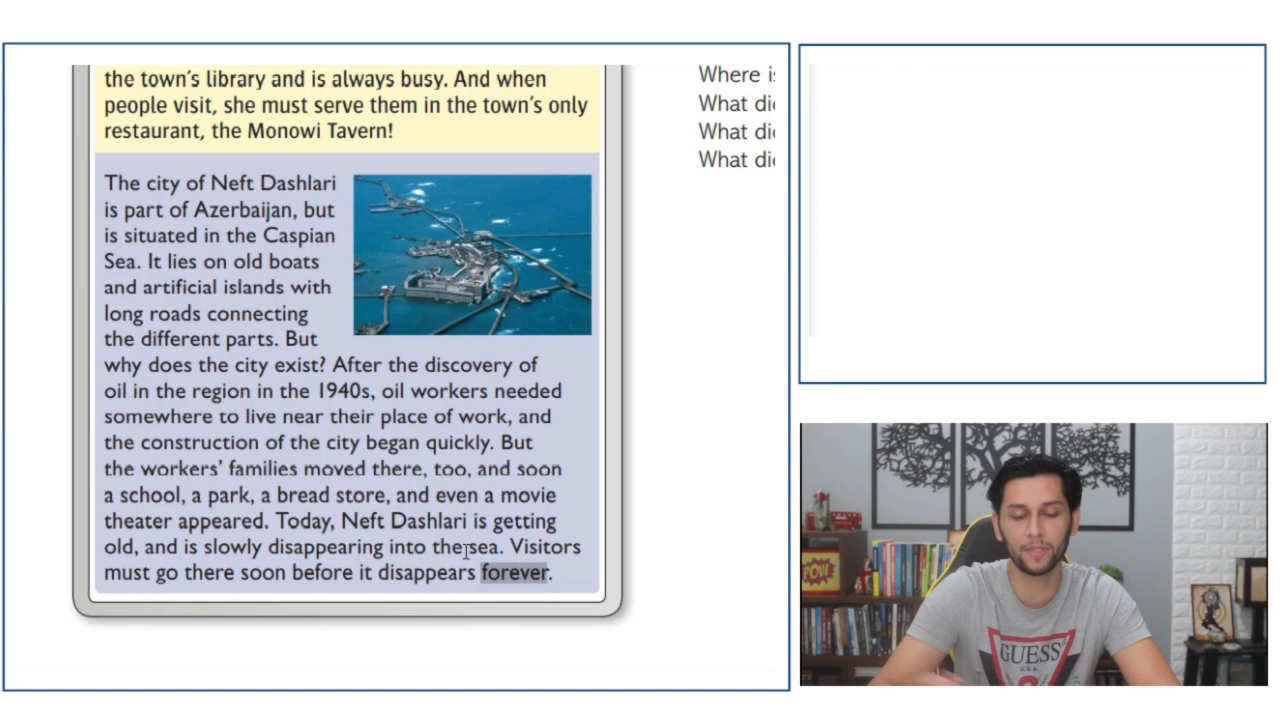 the town's library and is always busy. And when
people visit, she must serve them in the town's only
restaurant, the Monowi Tavern!
The city of Neft Dashlari
is part of Azerbaijan, but
is situated in the Caspian
Sea. It lies on old boats
and artificial islands with
long roads connecting
the different parts. But
why does the city exist? After the discovery of
oil in the region in the 1940s, oil workers needed
somewhere to live near their place of work, and
the construction of the city began quickly. But
the workers' families moved there, too, and soon
a school, a park, a bread store, and even a movie
theater appeared. Today, Neft Dashlari is getting
old, and is slowly disappearing into the sea. Visitors
must go there soon before it disappears forever.
Where
What
What
What
POW
GUESS
U.S.A.